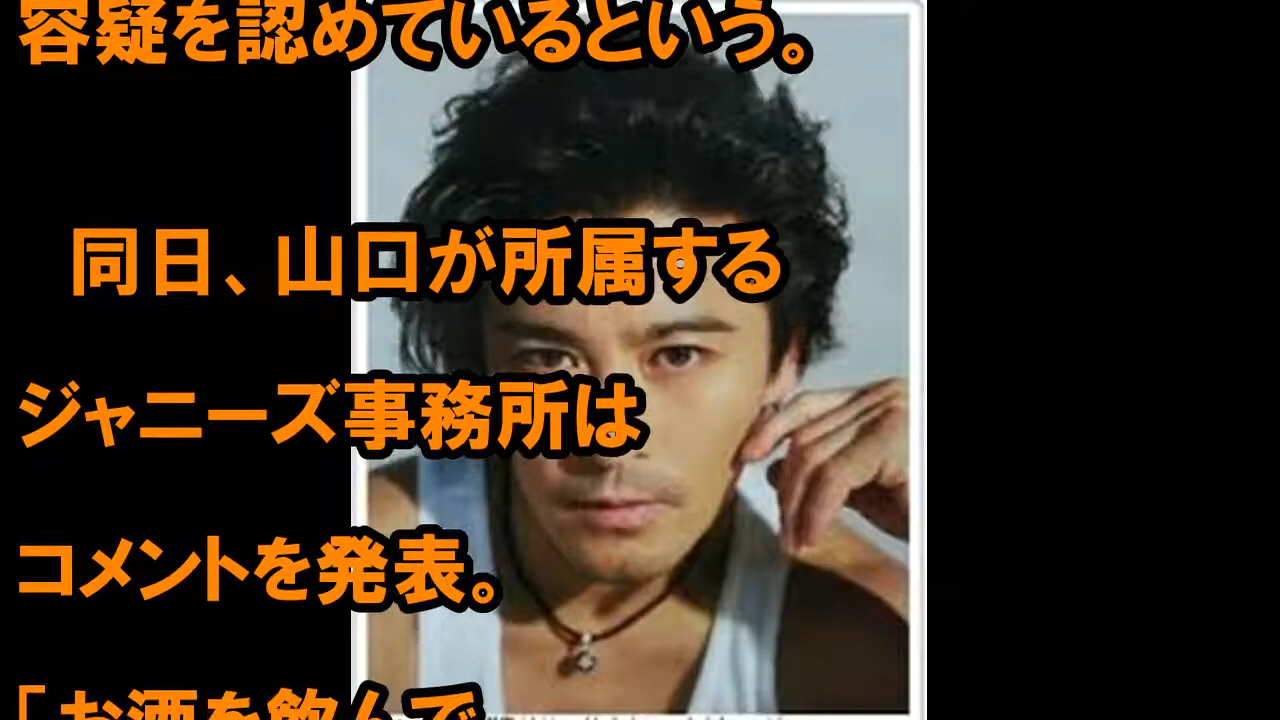 容疑を認めているという。
同日、山口が所属する
ジャニーズ事務所は
コメントを発表。
「お酒を飲んで